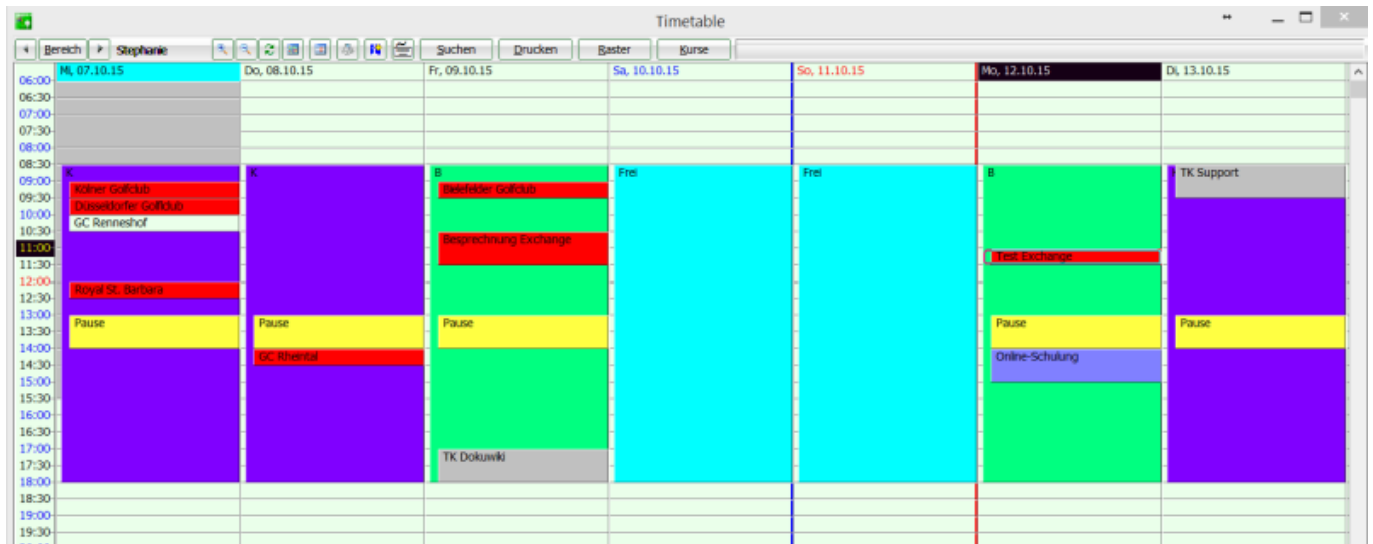 Timetable
Bereich Stephanie Suchen Drucken Raster Kurse
Mi, 07.10.15 Do, 08.10.15 Fr, 09.10.15 Sa, 10.10.15 So, 11.10.15 Mo, 12.10.15 Di, 13.10.15
06:00
06:30
07:00
07:30
08:00
08:30
K K B Frei Frei B TK Support
09:00
Kölner Golfclub Bielefelder Golfclub
09:30
Düsseldorfer Golfclub
10:00
GC Renneshof
10:30
Besprechnung Exchange
11:00
Test Exchange
11:30
12:00
Royal St. Barbara
12:30
13:00
Pause Pause Pause Pause Pause
13:30
14:00
GC Rheintal Online-Schulung
14:30
15:00
15:30
16:00
16:30
17:00
TK Dokuwki
17:30
18:00
18:30
19:00
19:30